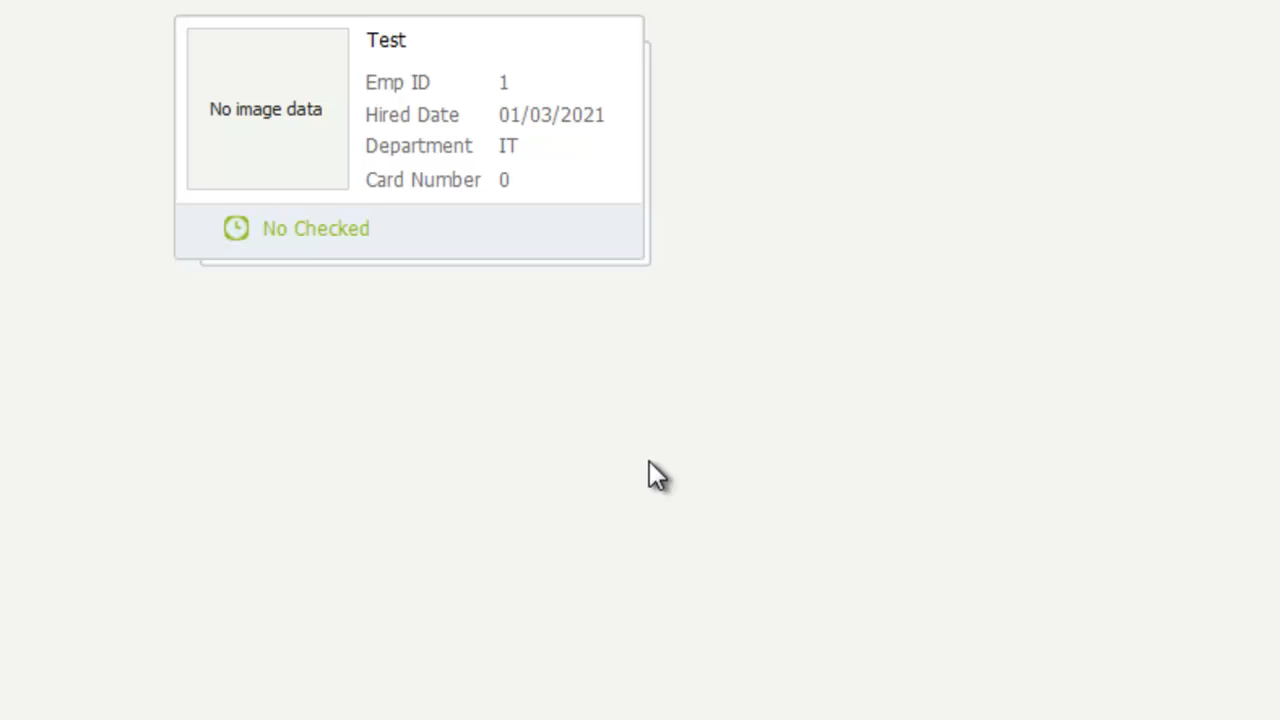 Test
No image data
Emp ID 1
Hired Date 01/03/2021
Department IT
Card Number 0
No Checked